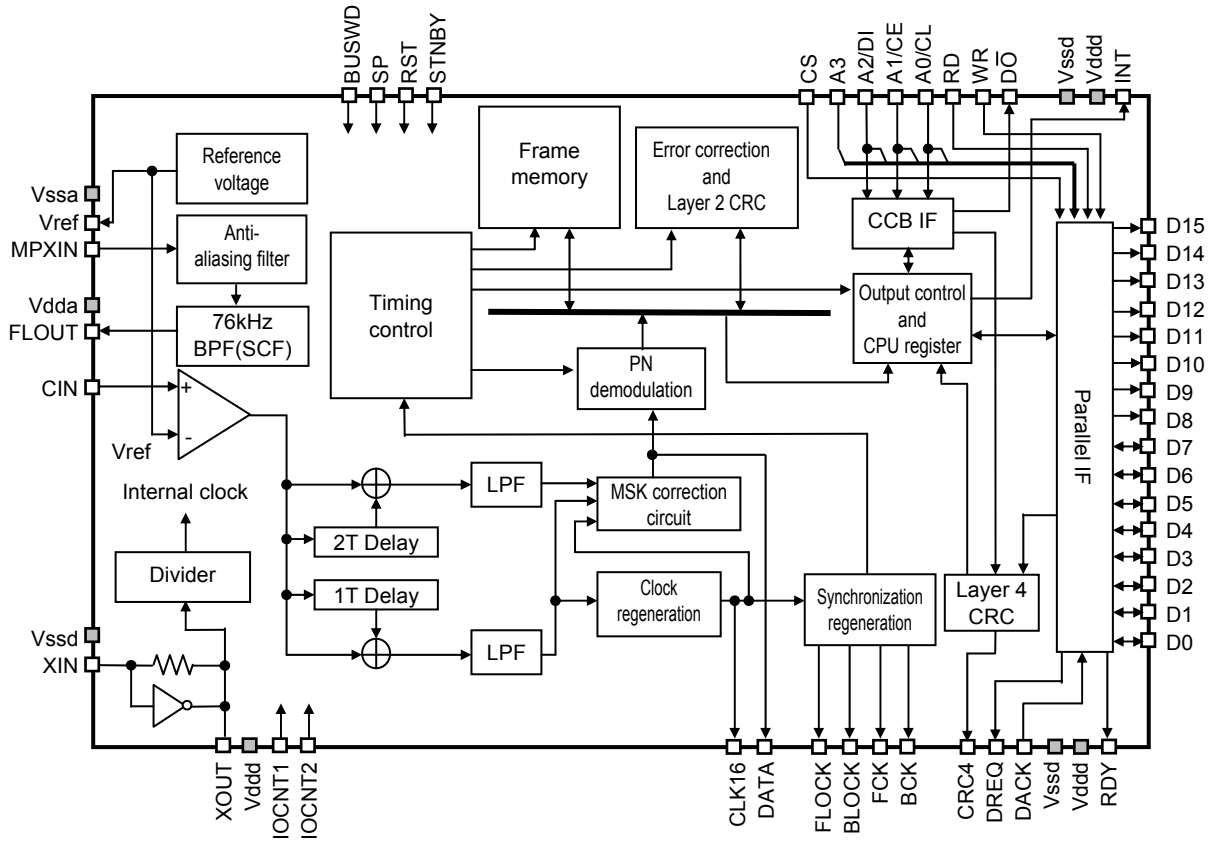 BUSWD
SP
RST
STNBY
CS
A3
A2/DI
A1/CE
A0/CL
RD
WR
D̅O̅
Vssd
Vddd
INT
Vssa
Vref
MPXIN
Vdda
FLOUT
CIN
Vssd
XIN
Reference
voltage
Anti-
aliasing filter
76kHz
BPF(SCF)
+
-
Vref
Internal clock
Divider
Timing
control
Frame
memory
Error correction
and
Layer 2 CRC
CCB IF
Output control
and
CPU register
PN
demodulation
LPF
MSK correction
circuit
2T Delay
1T Delay
LPF
Clock
regeneration
Synchronization
regeneration
Layer 4
CRC
Parallel IF
D15
D14
D13
D12
D11
D10
D9
D8
D7
D6
D5
D4
D3
D2
D1
D0
XOUT
Vddd
IOCNT1
IOCNT2
CLK16
DATA
FLOCK
BLOCK
FCK
BCK
CRC4
DREQ
DACK
Vssd
Vddd
RDY